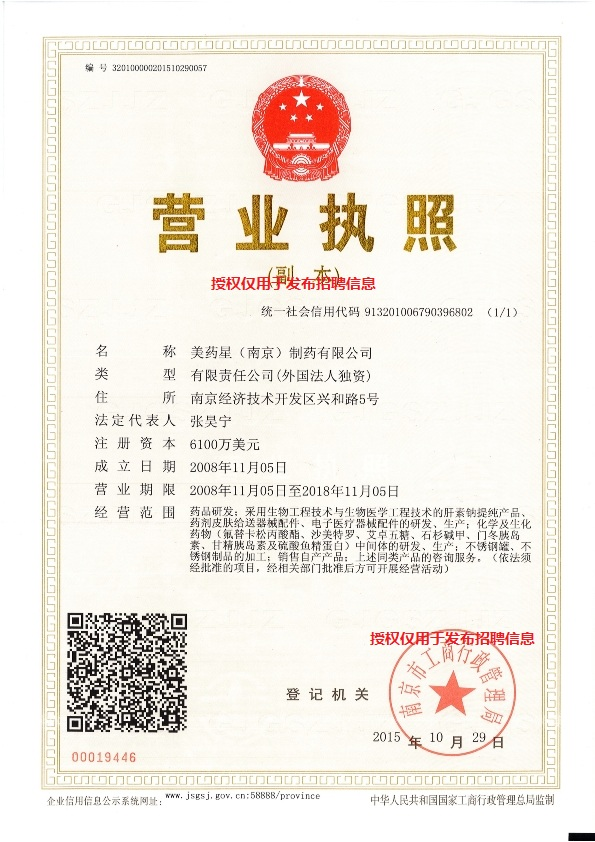 编 号 320100000201510290057
营业执照
(副 本)
授权仅用于发布招聘信息
统一社会信用代码 913201006790396802 (1/1)
名 称 美药星（南京）制药有限公司
类 型 有限责任公司(外国法人独资)
住 所 南京经济技术开发区兴和路5号
法定代表人 张昊宁
注册资本 6100万美元
成立日期 2008年11月05日
营业期限 2008年11月05日至2018年11月05日
经营范围 药品研发；采用生物工程技术与生物医学工程技术的肝素钠提纯产品、
药剂皮肤给送器械配件、电子医疗器械配件的研发、生产；化学及生化
药物（氟替卡松丙酸酯、沙美特罗、艾卓五糖、石杉碱甲、门冬胰岛
素、甘精胰岛素及硫酸鱼精蛋白）中间体的研发、生产；不锈钢罐、不
锈钢制品的加工；销售自产产品；上述同类产品的咨询服务。（依法须
经批准的项目，经相关部门批准后方可开展经营活动）
授权仅用于发布招聘信息
南京市工商行政管理局
登记机关
2015 年 10 月 29 日
00019446
企业信用信息公示系统网址： www.jsgsj.gov.cn:58888/province
中华人民共和国国家工商行政管理总局监制